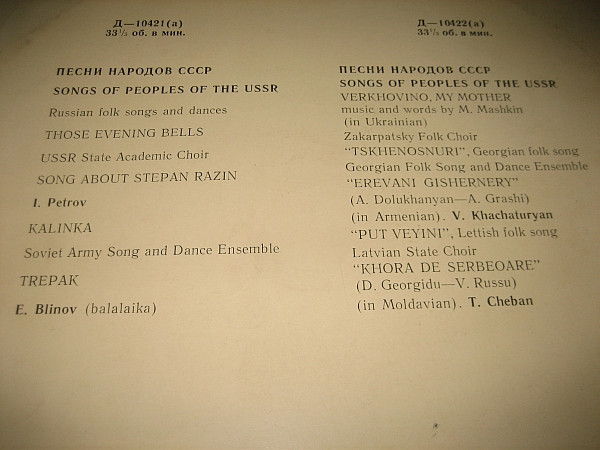 Д—10421(а)
33⅓ об. в мин.
ПЕСНИ НАРОДОВ СССР
SONGS OF PEOPLES OF THE USSR
Russian folk songs and dances
THOSE EVENING BELLS
USSR State Academic Choir
SONG ABOUT STEPAN RAZIN
I. Petrov
KALINKA
Soviet Army Song and Dance Ensemble
TREPAK
E. Blinov (balalaika)
Д—10422(а)
33⅓ об. в мин.
ПЕСНИ НАРОДОВ СССР
SONGS OF PEOPLES OF THE USSR
VERKHOVINO, MY MOTHER
music and words by M. Mashkin
(in Ukrainian)
Zakarpatsky Folk Choir
"TSKHENOSNURI", Georgian folk song
Georgian Folk Song and Dance Ensemble
"EREVANI GISHERNERY"
(A. Dolukhanyan—A. Grashi)
(in Armenian). V. Khachaturyan
"PUT VEYINI", Lettish folk song
Latvian State Choir
"KHORA DE SERBEOARE"
(D. Georgidu—V. Russu)
(in Moldavian). T. Cheban